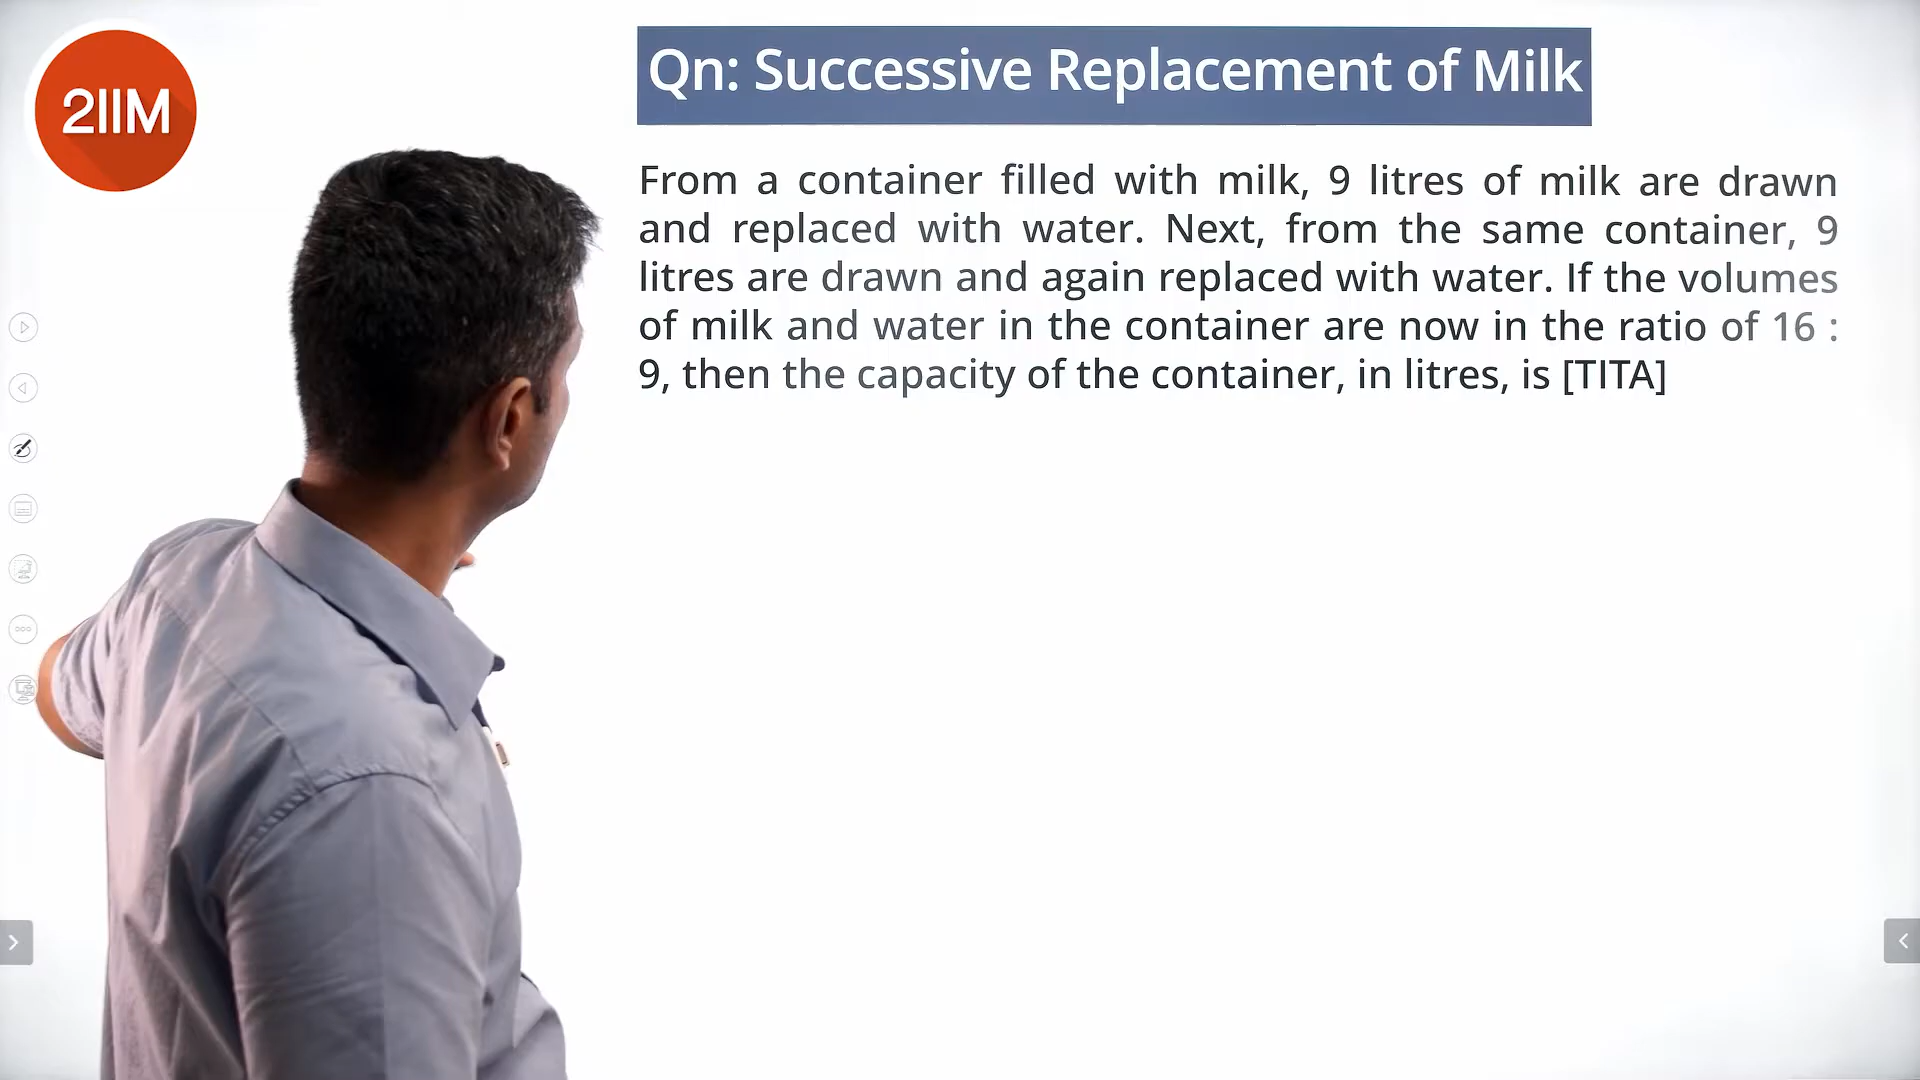 2IIM
Qn: Successive Replacement of Milk
From a container filled with milk, 9 litres of milk are drawn
and replaced with water. Next, from the same container, 9
litres are drawn and again replaced with water. If the volumes
of milk and water in the container are now in the ratio of 16 :
9, then the capacity of the container, in litres, is [TITA]